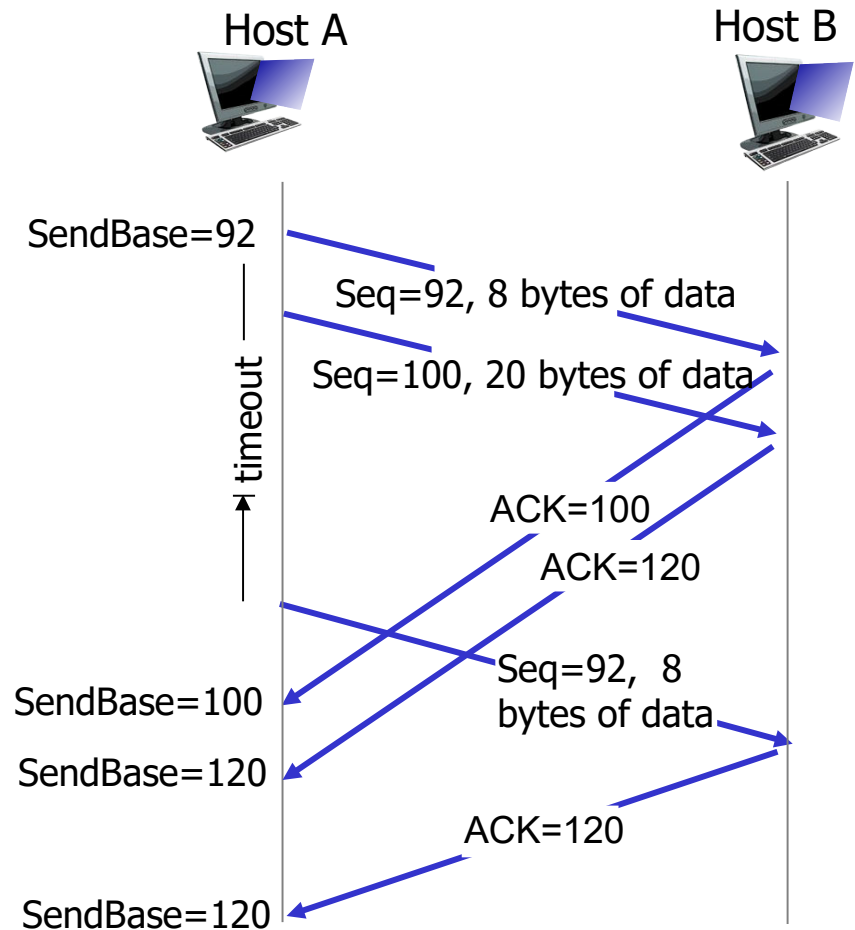 Host A
Host B
SendBase=92
Seq=92, 8 bytes of data
Seq=100, 20 bytes of data
timeout
ACK=100
ACK=120
Seq=92, 8
bytes of data
SendBase=100
SendBase=120
ACK=120
SendBase=120